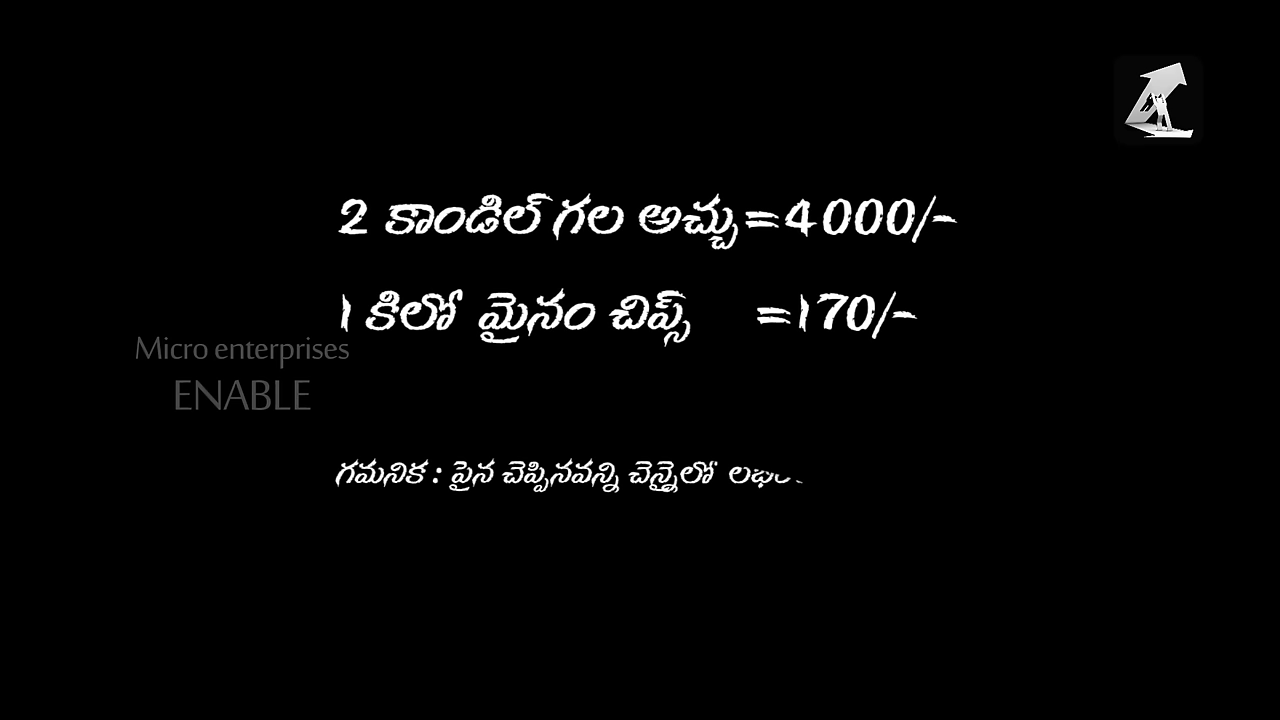 2 కాండిల్ గల అచ్చు=4000/-
1 కిలో మైనం చిప్స్ =170/-
Micro enterprises
ENABLE
గమనిక : పైన చెప్పినవన్ని చెన్నైలో